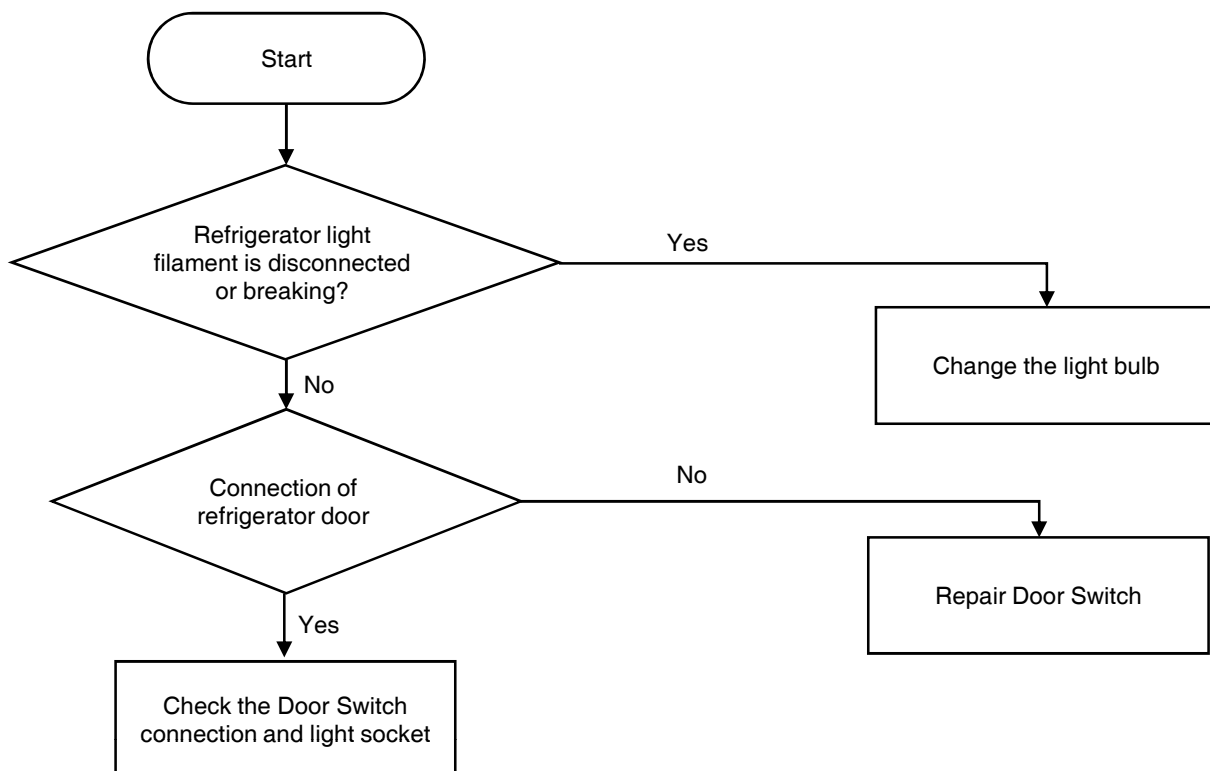 Start
Refrigerator light
filament is disconnected
or breaking?
Yes
Change the light bulb
No
Connection of
refrigerator door
No
Repair Door Switch
Yes
Check the Door Switch
connection and light socket